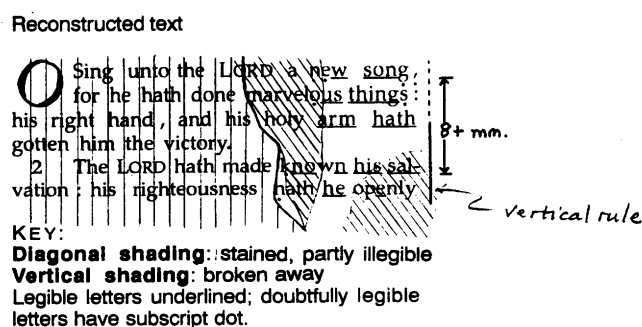 Reconstructed text
O Sing unto the LORD a new song,
for he hath done marvelous things:
his right hand, and his holy arm hath
gotten him the victory.
2 The LORD hath made known his sal-
vation: his righteousness hath he openly
8+ mm.
vertical rule
KEY:
Diagonal shading: stained, partly illegible
Vertical shading: broken away
Legible letters underlined; doubtfully legible
letters have subscript dot.